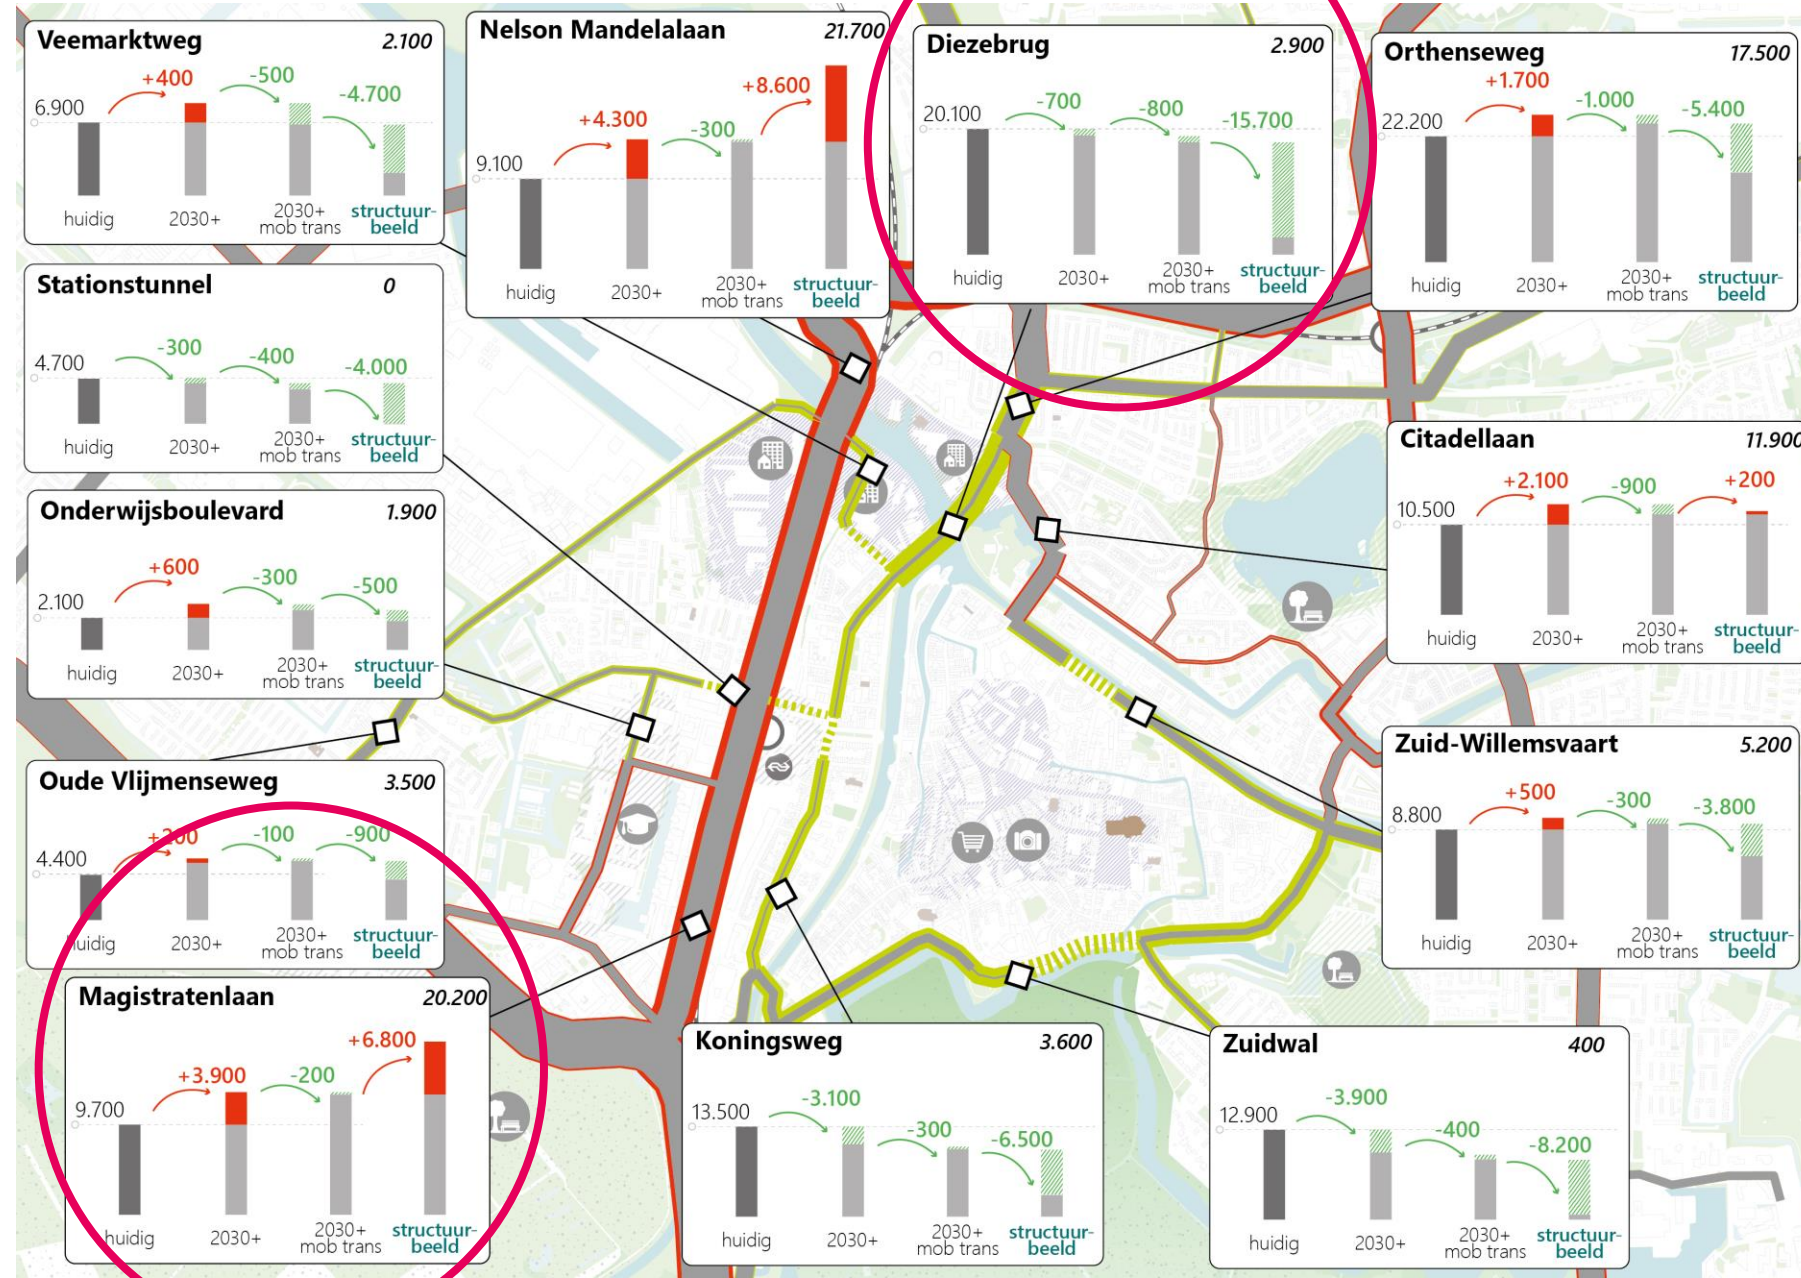 Veemarktweg 2.100
+400
-500
-4.700
6.900
huidig
2030+
2030+
mob trans
structuur-
beeld
Nelson Mandelalaan 21.700
+8.600
+4.300
-300
9.100
huidig
2030+
2030+
mob trans
structuur-
beeld
Diezebrug 2.900
-700
-800
-15.700
20.100
huidig
2030+
2030+
mob trans
structuur-
beeld
Orthenseweg 17.500
+1.700
-1.000
-5.400
22.200
huidig
2030+
2030+
mob trans
structuur-
beeld
Stationstunnel 0
-300
-400
-4.000
4.700
huidig
2030+
2030+
mob trans
structuur-
beeld
Citadellaan 11.900
+2.100
-900
+200
10.500
huidig
2030+
2030+
mob trans
structuur-
beeld
Onderwijsboulevard 1.900
+600
-300
-500
2.100
huidig
2030+
2030+
mob trans
structuur-
beeld
Zuid-Willemsvaart 5.200
+500
-300
-3.800
8.800
huidig
2030+
2030+
mob trans
structuur-
beeld
Oude Vlijmenseweg 3.500
+200
-100
-900
4.400
huidig
2030+
2030+
mob trans
structuur-
beeld
Magistratenlaan 20.200
+6.800
+3.900
-200
9.700
huidig
2030+
2030+
mob trans
structuur-
beeld
Koningsweg 3.600
-3.100
-300
-6.500
13.500
huidig
2030+
2030+
mob trans
structuur-
beeld
Zuidwal 400
-3.900
-400
-8.200
12.900
huidig
2030+
2030+
mob trans
structuur-
beeld